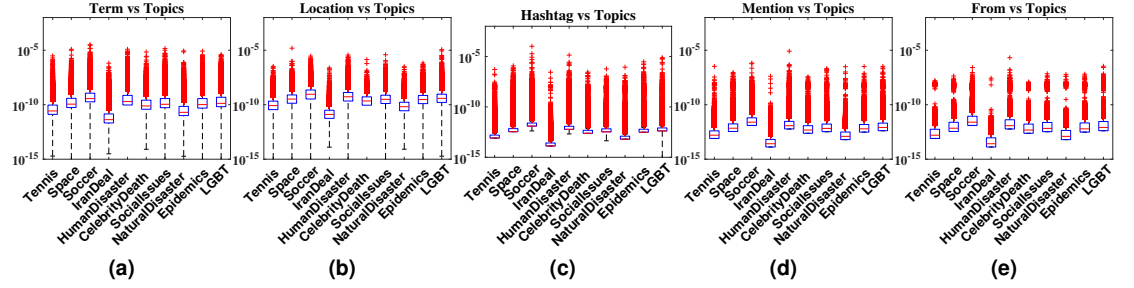 Term vs Topics
10^-5
10^-10
10^-15
Tennis
Space
Soccer
IranDeal
HumanDisaster
CelebrityDeath
SocialIssues
NaturalDisaster
Epidemics
LGBT
(a)
Location vs Topics
10^-5
10^-10
10^-15
Tennis
Space
Soccer
IranDeal
HumanDisaster
CelebrityDeath
SocialIssues
NaturalDisaster
Epidemics
LGBT
(b)
Hashtag vs Topics
10^-5
10^-10
10^-15
Tennis
Space
Soccer
IranDeal
HumanDisaster
CelebrityDeath
SocialIssues
NaturalDisaster
Epidemics
LGBT
(c)
Mention vs Topics
10^-5
10^-10
10^-15
Tennis
Space
Soccer
IranDeal
HumanDisaster
CelebrityDeath
SocialIssues
NaturalDisaster
Epidemics
LGBT
(d)
From vs Topics
10^-5
10^-10
10^-15
Tennis
Space
Soccer
IranDeal
HumanDisaster
CelebrityDeath
SocialIssues
NaturalDisaster
Epidemics
LGBT
(e)